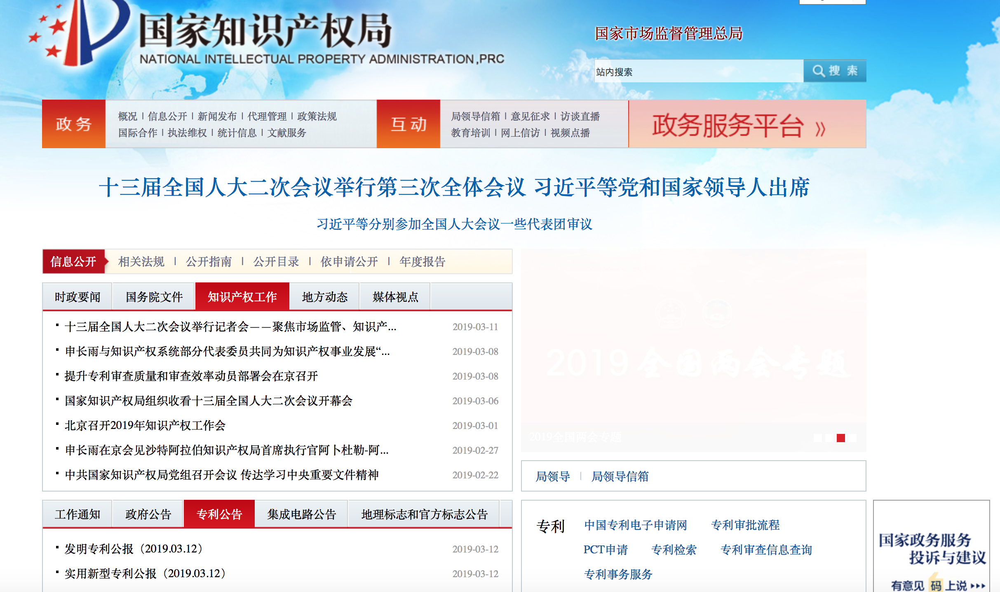 国家知识产权局
NATIONAL INTELLECTUAL PROPERTY ADMINISTRATION,PRC
国家市场监督管理总局
站内搜索
搜 索
政务
概况 | 信息公开 | 新闻发布 | 代理管理 | 政策法规
国际合作 | 执法维权 | 统计信息 | 文献服务
互动
局领导信箱 | 意见征求 | 访谈直播
教育培训 | 网上信访 | 视频点播
政务服务平台 》
十三届全国人大二次会议举行第三次全体会议 习近平等党和国家领导人出席
习近平等分别参加全国人大会议一些代表团审议
信息公开 相关法规 | 公开指南 | 公开目录 | 依申请公开 | 年度报告
时政要闻 国务院文件 知识产权工作 地方动态 媒体视点
十三届全国人大二次会议举行记者会——聚焦市场监管、知识产... 2019-03-11
申长雨与知识产权系统部分代表委员共同为知识产权事业发展“... 2019-03-08
提升专利审查质量和审查效率动员部署会在京召开 2019-03-08
国家知识产权局组织收看十三届全国人大二次会议开幕会 2019-03-06
北京召开2019年知识产权工作会 2019-03-01
申长雨在京会见沙特阿拉伯知识产权局首席执行官阿卜杜勒-阿... 2019-02-27
中共国家知识产权局党组召开会议 传达学习中央重要文件精神 2019-02-22
2019全国两会专题
2019全国两会专题
局领导 | 局领导信箱
工作通知 政府公告 专利公告 集成电路公告 地理标志和官方标志公告
发明专利公报（2019.03.12） 2019-03-12
实用新型专利公报（2019.03.12） 2019-03-12
专利 中国专利电子申请网 专利审批流程
PCT申请 专利检索 专利审查信息查询
专利事务服务
国家政务服务
投诉与建议
有意见 码 上说